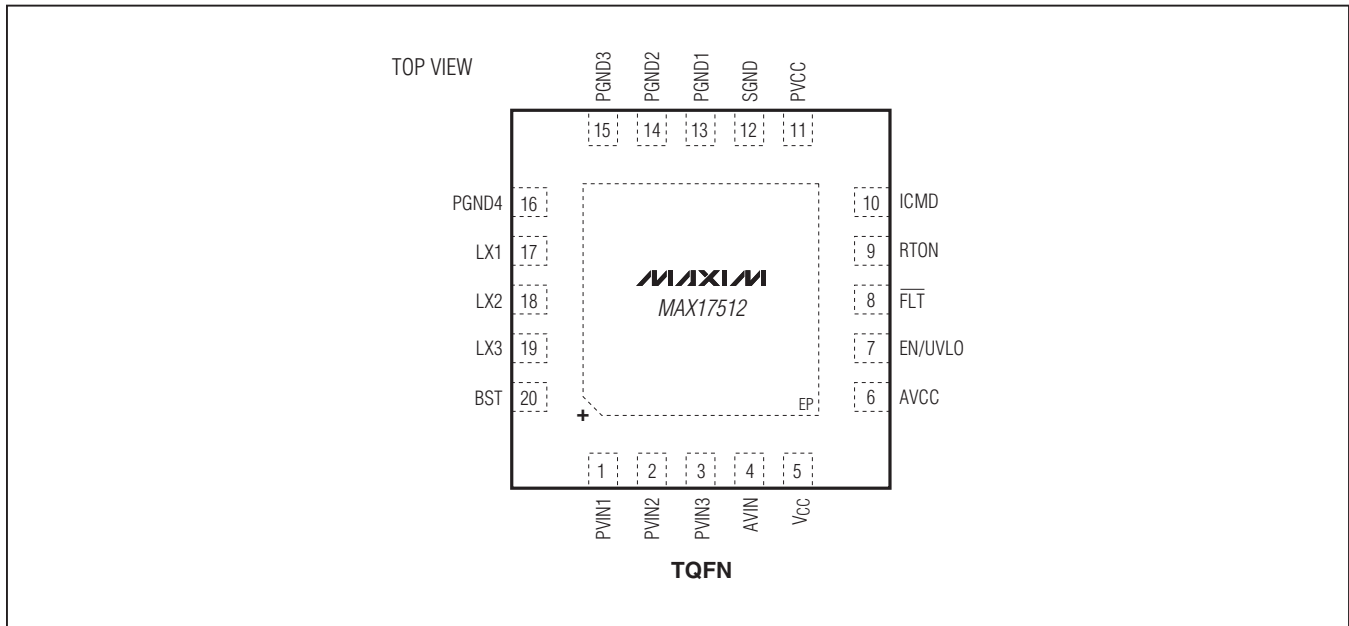 TOP VIEW
PGND3
PGND2
PGND1
SGND
PVCC
15
14
13
12
11
PGND4 16
LX1 17
LX2 18
LX3 19
BST 20
10 ICMD
9 RTON
8 F̅L̅T̅
7 EN/UVLO
6 AVCC
MAXIM
MAX17512
+
EP
1
2
3
4
5
PVIN1
PVIN2
PVIN3
AVIN
VCC
TQFN